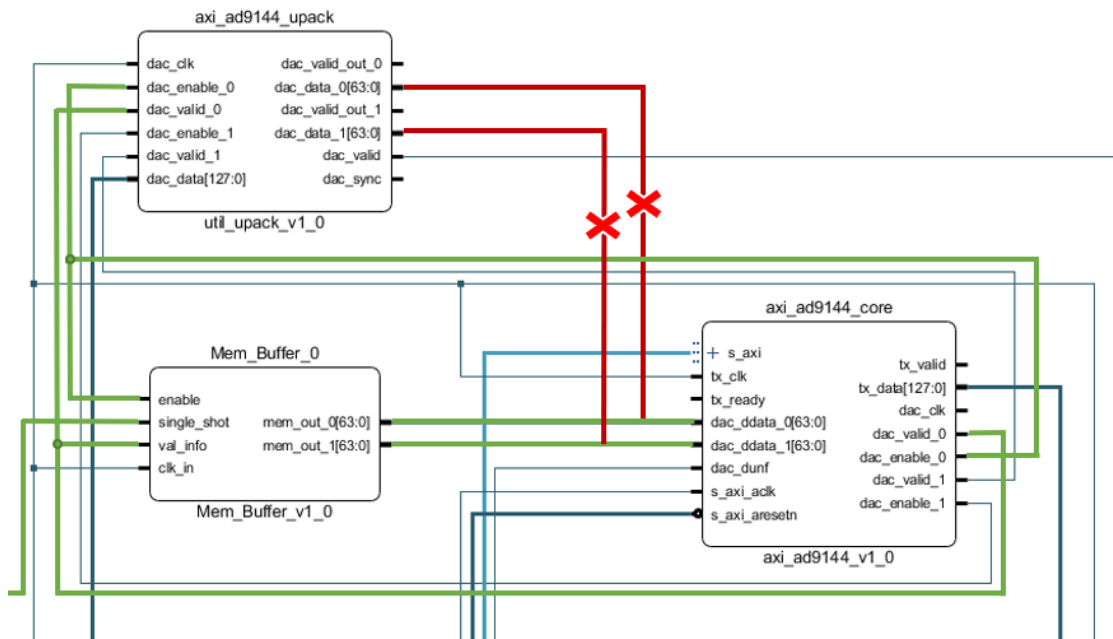 axi_ad9144_upack
dac_clk
dac_enable_0
dac_valid_0
dac_enable_1
dac_valid_1
dac_data[127:0]
dac_valid_out_0
dac_data_0[63:0]
dac_valid_out_1
dac_data_1[63:0]
dac_valid
dac_sync
util_upack_v1_0
Mem_Buffer_0
enable
single_shot
val_info
clk_in
mem_out_0[63:0]
mem_out_1[63:0]
Mem_Buffer_v1_0
axi_ad9144_core
s_axi
tx_clk
tx_ready
dac_ddata_0[63:0]
dac_ddata_1[63:0]
dac_dunf
s_axi_aclk
s_axi_aresetn
tx_valid
tx_data[127:0]
dac_clk
dac_valid_0
dac_enable_0
dac_valid_1
dac_enable_1
axi_ad9144_v1_0